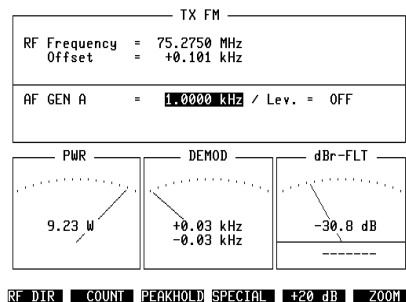 TX FM
RF Frequency = 75.2750 MHz
Offset = +0.101 kHz
AF GEN A = 1.0000 kHz / Lev. = OFF
PWR DEMOD dBr-FLT
9.23 W +0.03 kHz -30.8 dB
-0.03 kHz
-------
RF DIR COUNT PEAKHOLD SPECIAL +20 dB ZOOM